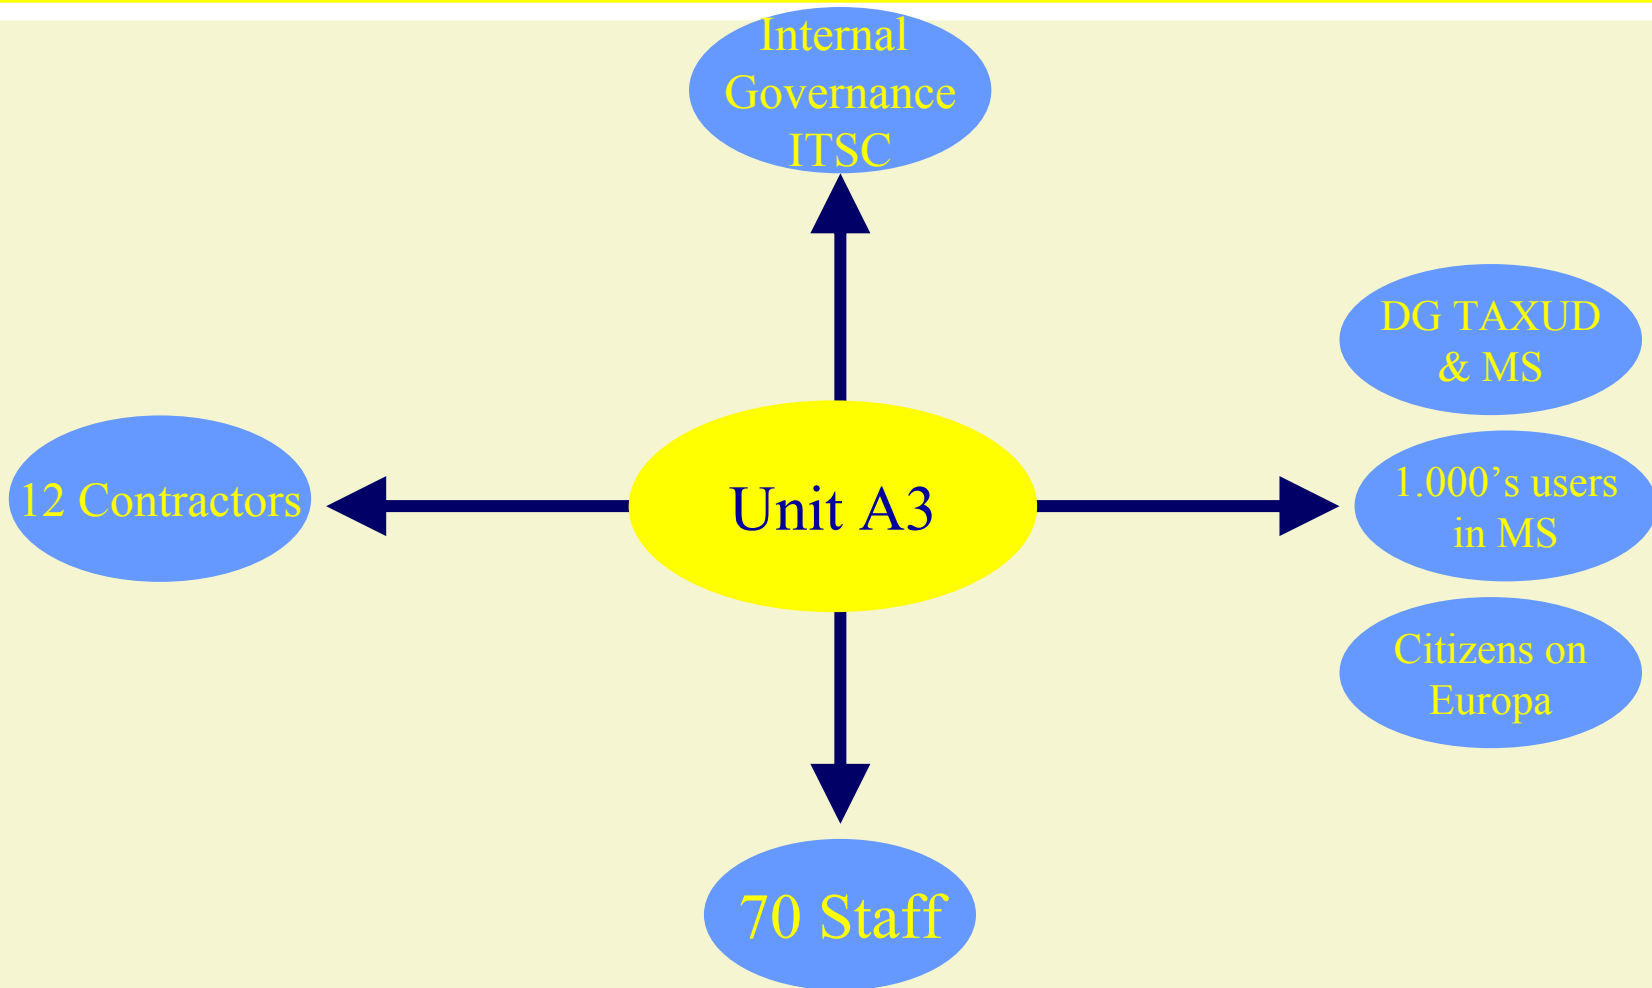 Internal
Governance
ITSC
DG TAXUD
& MS
12 Contractors
Unit A3
1.000’s users
in MS
Citizens on
Europa
70 Staff